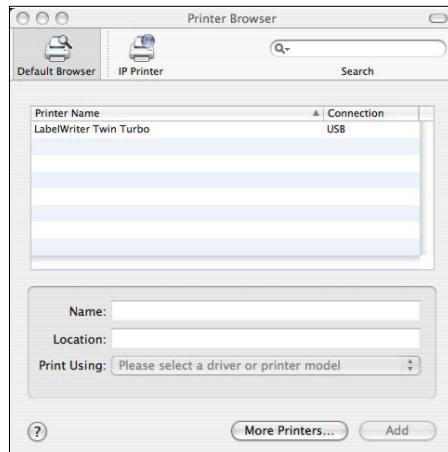 Printer Browser
Default Browser
IP Printer
Search
Printer Name Connection
LabelWriter Twin Turbo USB
Name:
Location:
Print Using: Please select a driver or printer model
? More Printers... Add